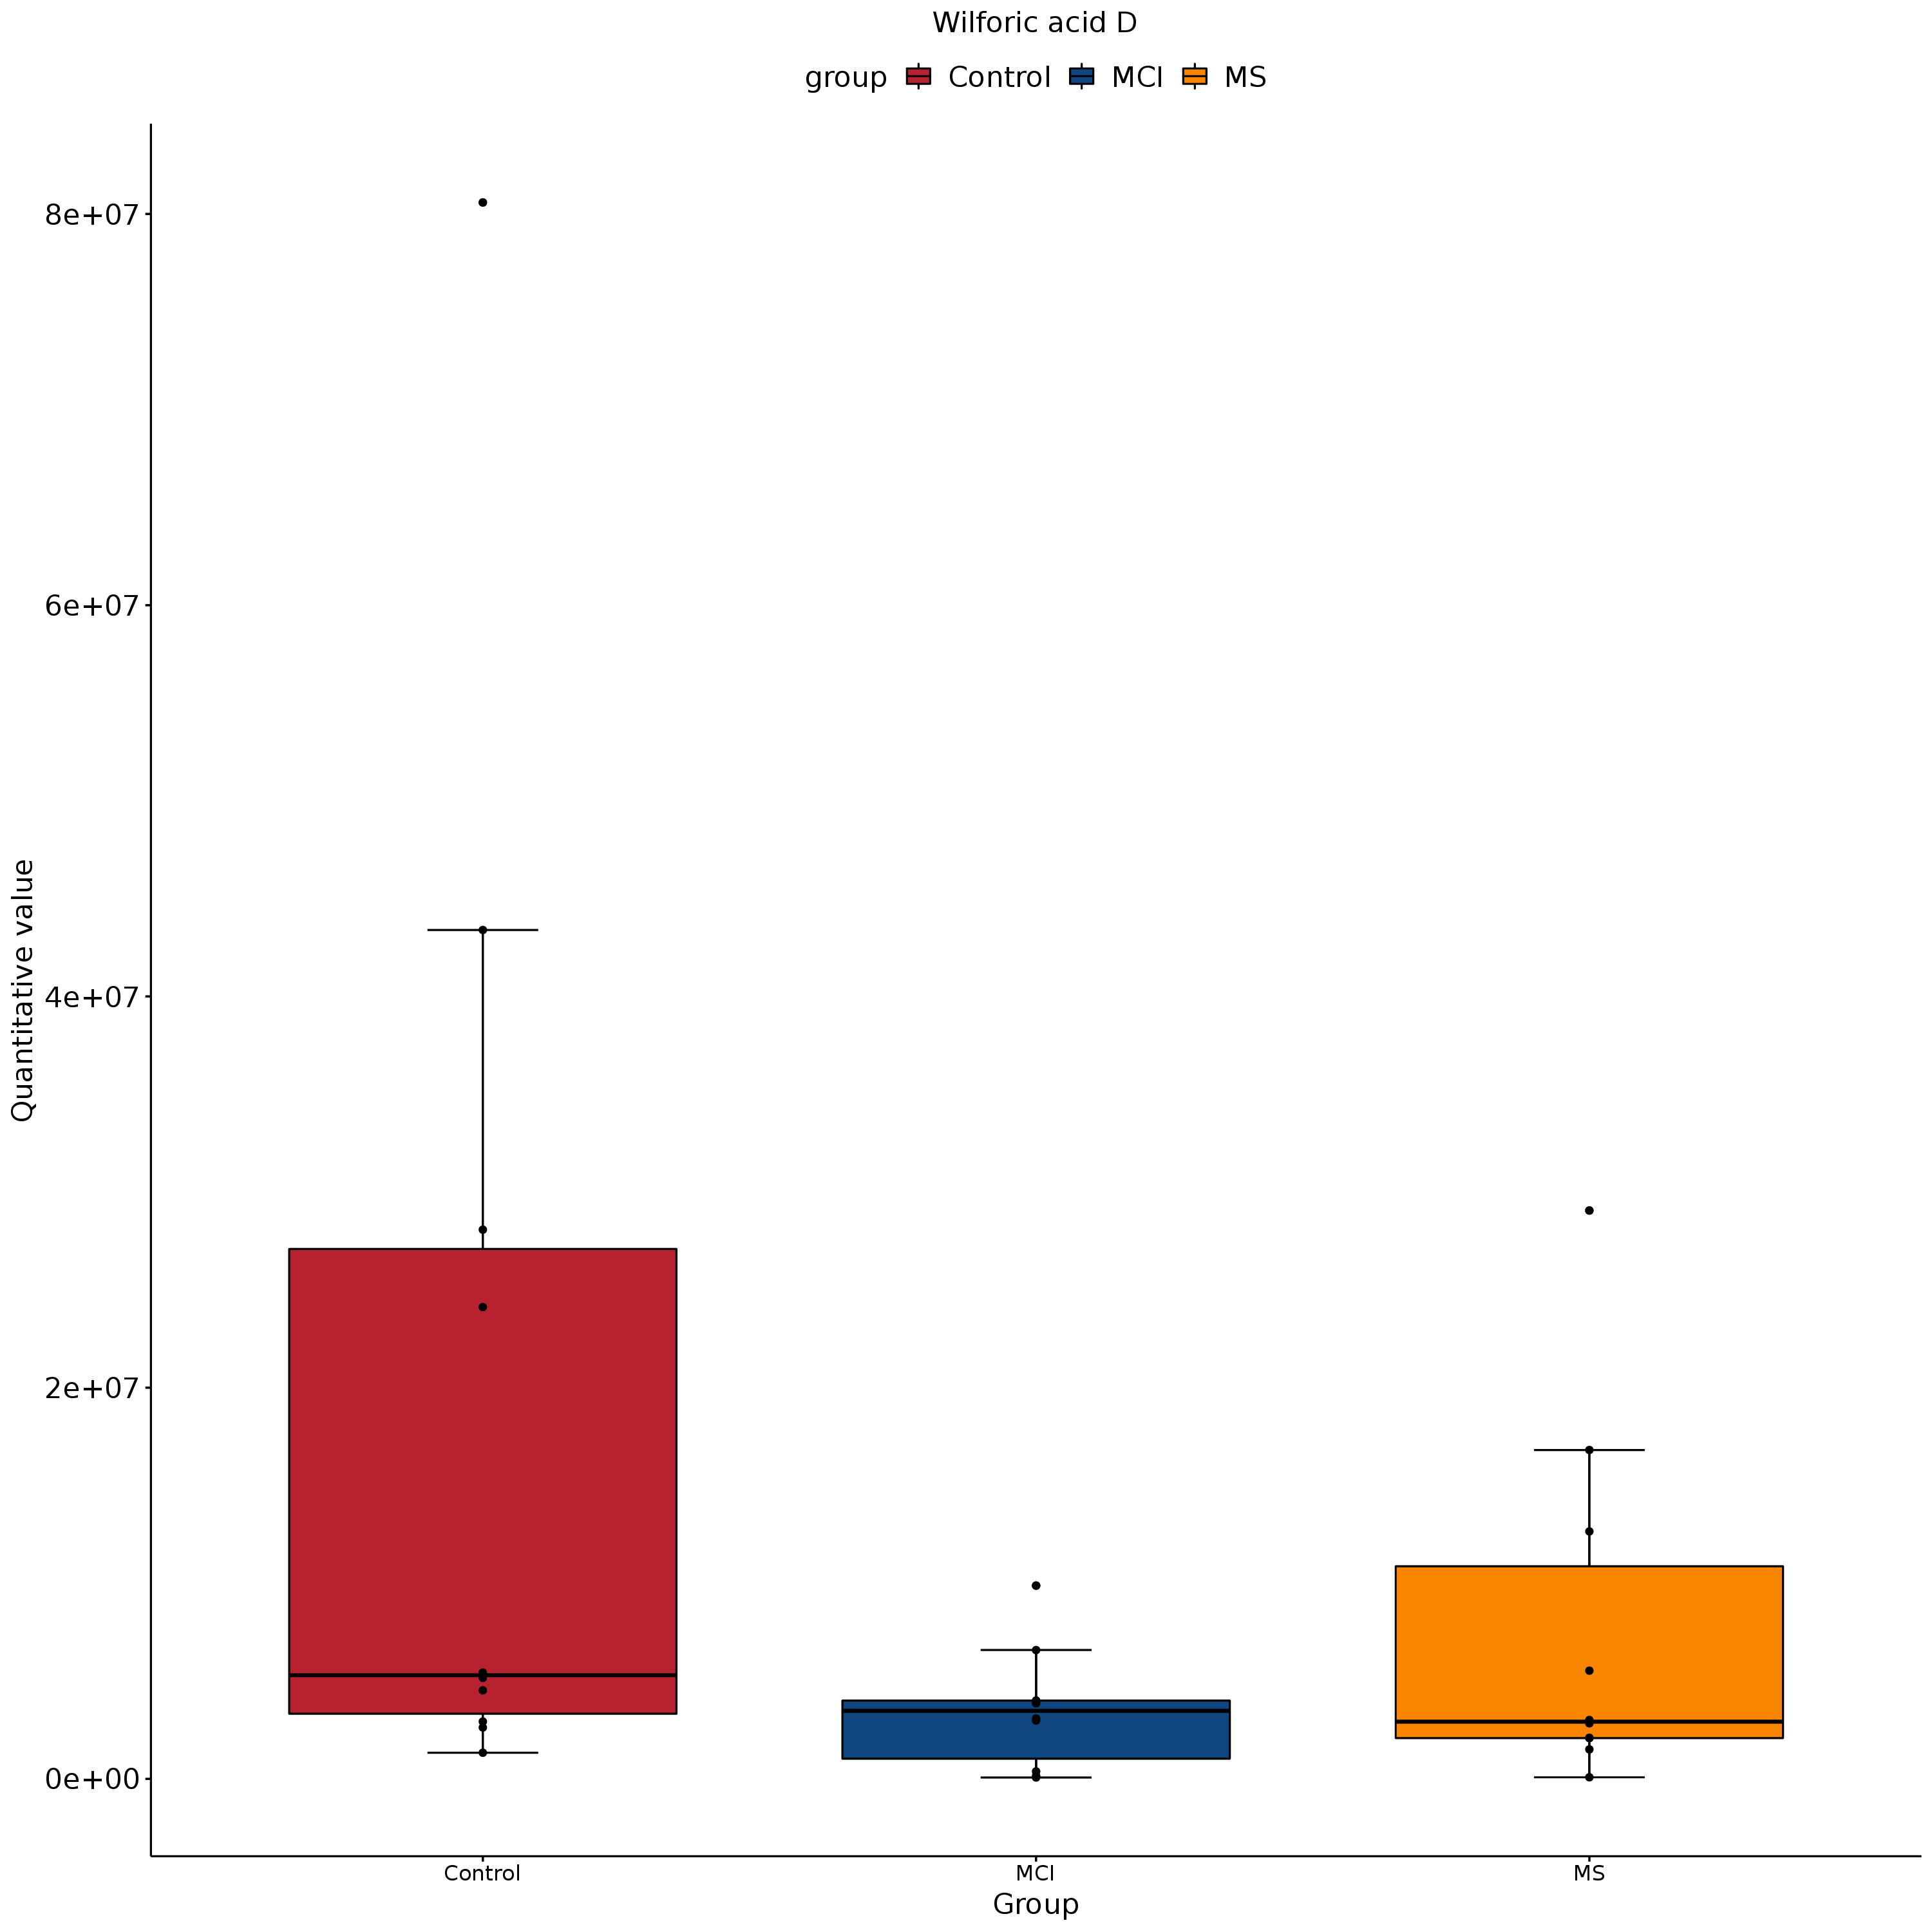 Wilforic acid D
group Control MCI MS
8e+07
6e+07
4e+07
2e+07
0e+00
Quantitative value
Control MCI MS
Group